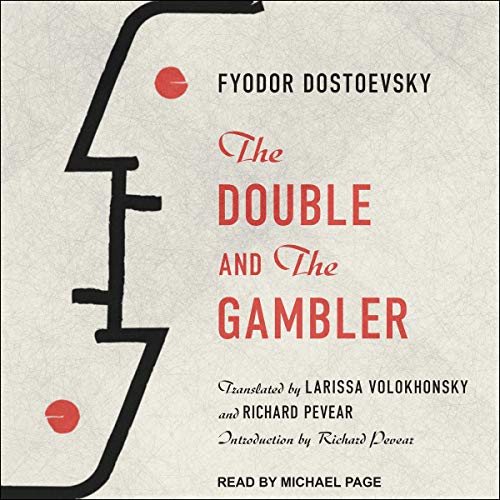 FYODOR DOSTOEVSKY
The
DOUBLE
AND The
GAMBLER
Translated by LARISSA VOLOKHONSKY
and RICHARD PEVEAR
Introduction by Richard Pevear
READ BY MICHAEL PAGE